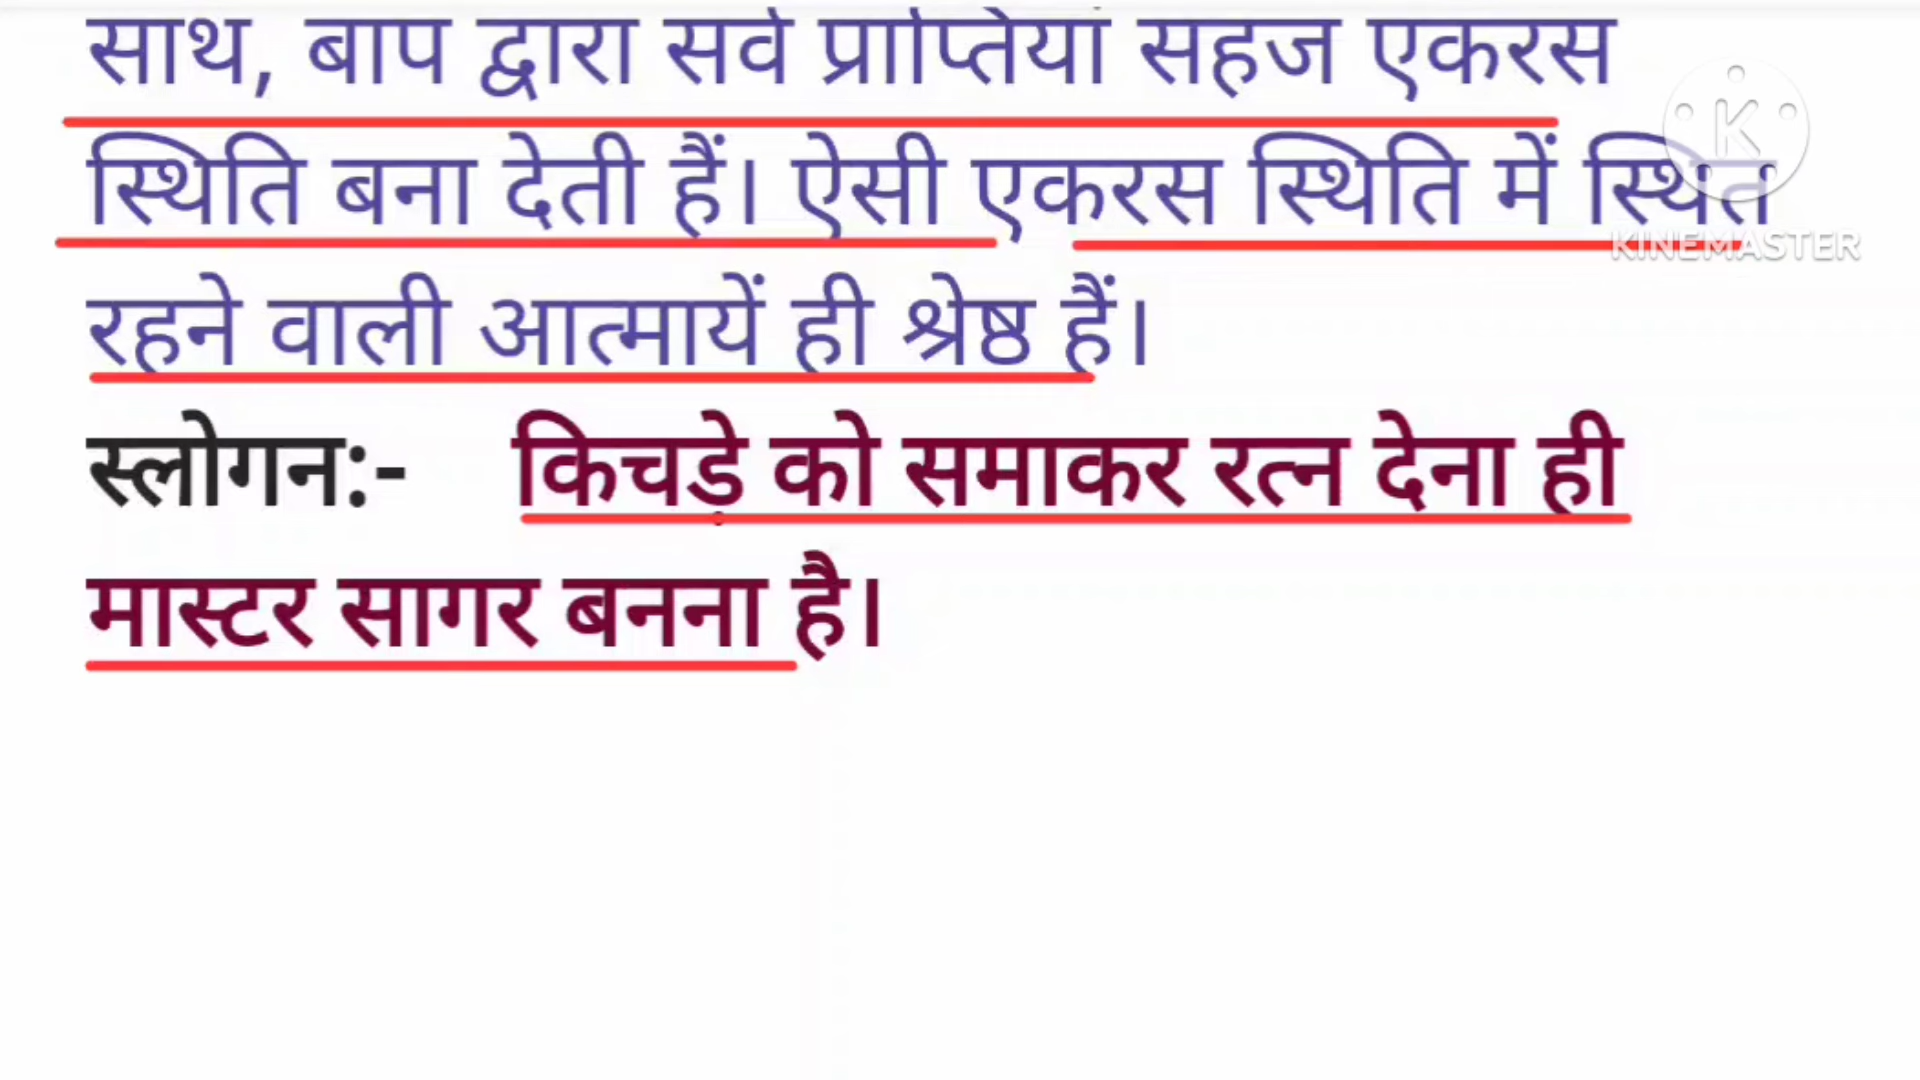 साथ, बाप द्वारा सर्व प्राप्तियां सहज एकरस
स्थिति बना देती हैं। ऐसी एकरस स्थिति में स्थित
रहने वाली आत्मायें ही श्रेष्ठ हैं।
स्लोगन:- किचड़े को समाकर रत्न देना ही
मास्टर सागर बनना है।
K
KINEMASTER